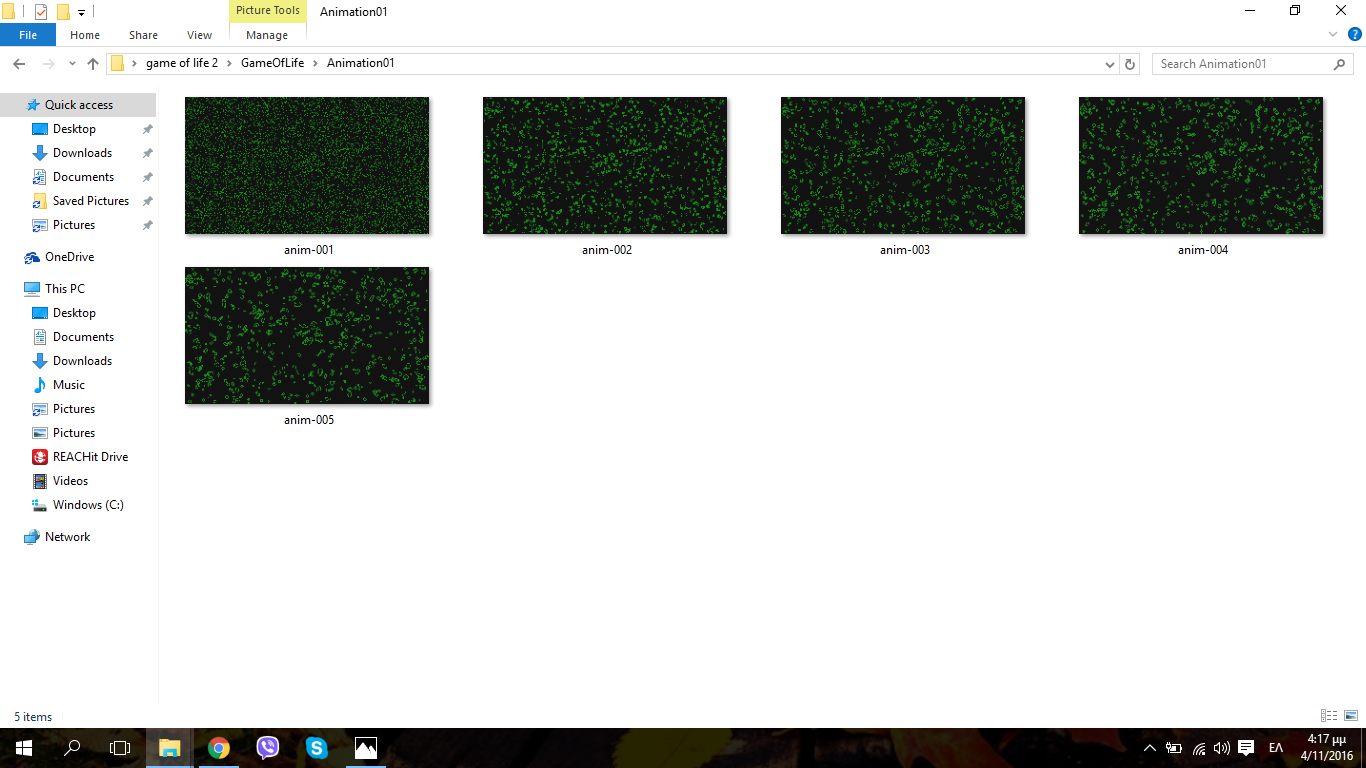 Picture Tools
Animation01
File
Home
Share
View
Manage
game of life 2 > GameOfLife > Animation01
Search Animation01
Quick access
Desktop
Downloads
Documents
Saved Pictures
Pictures
OneDrive
This PC
Desktop
Documents
Downloads
Music
Pictures
Pictures
REACHit Drive
Videos
Windows (C:)
Network
anim-001
anim-002
anim-003
anim-004
anim-005
5 items
ΕΛ
4:17 μμ
4/11/2016